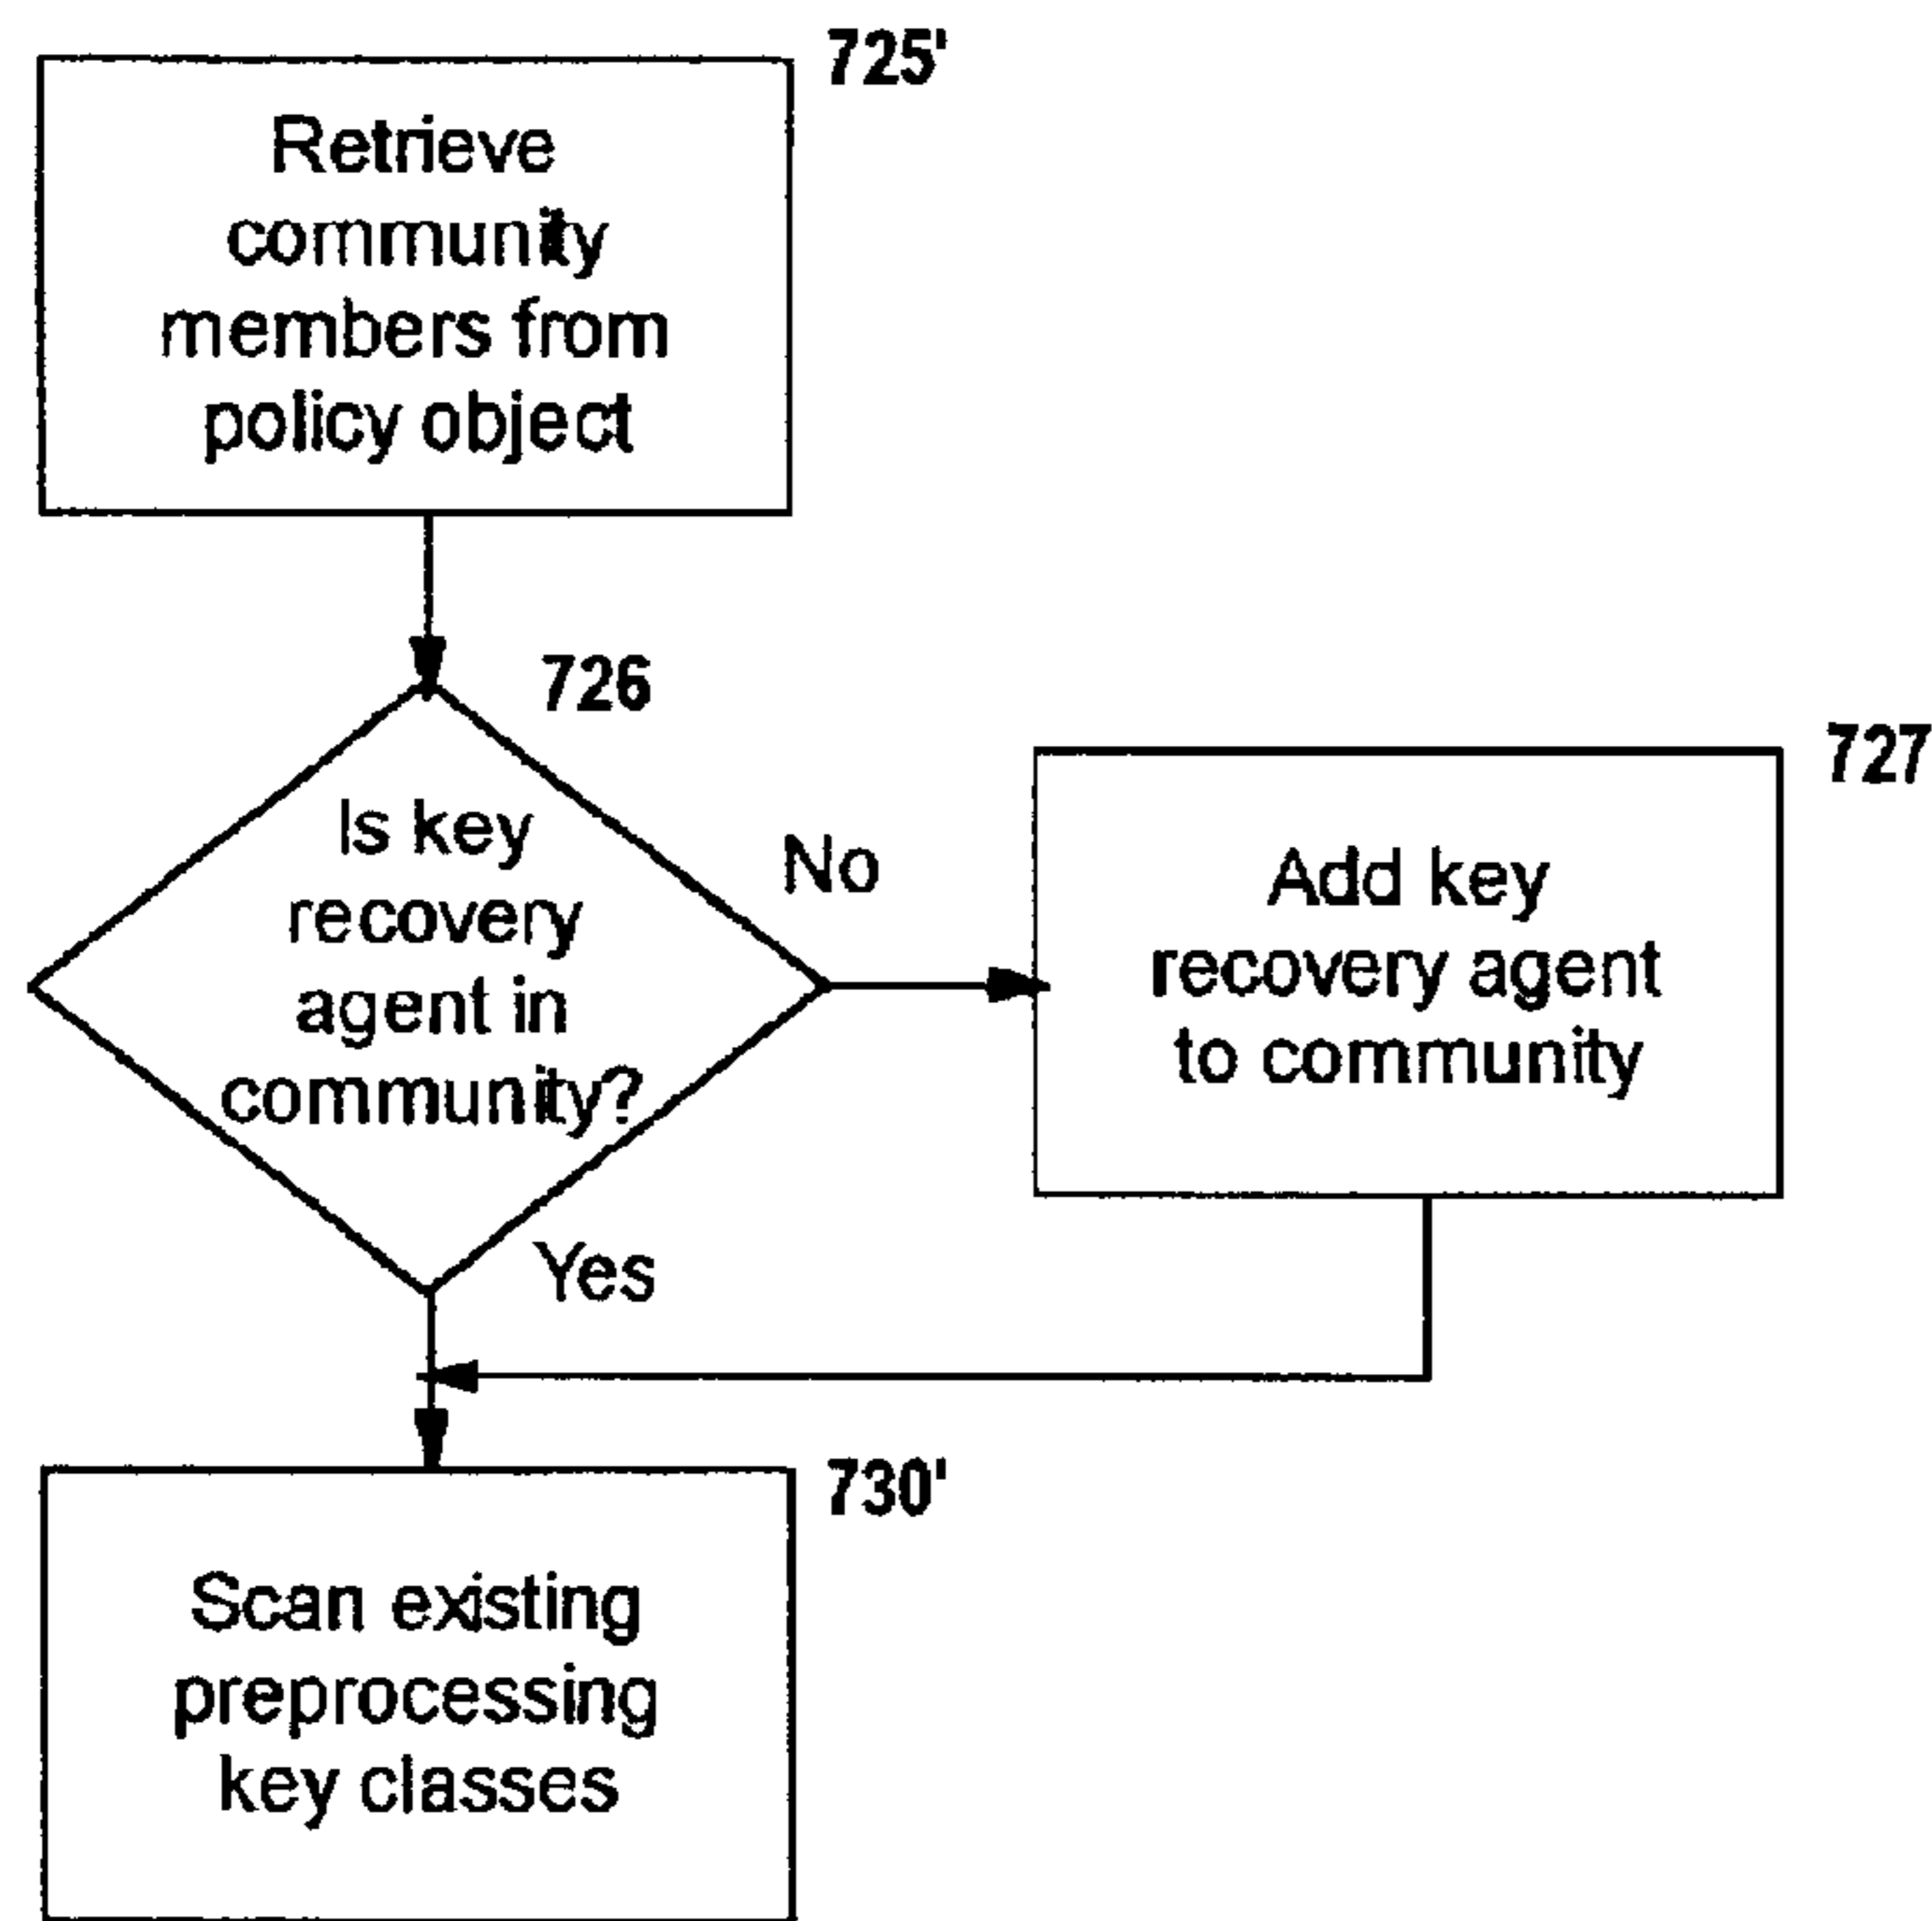 725'
Retrieve
community
members from
policy object
726
Is key
recovery
agent in
community?
No
727
Add key
recovery agent
to community
Yes
730'
Scan existing
preprocessing
key classes